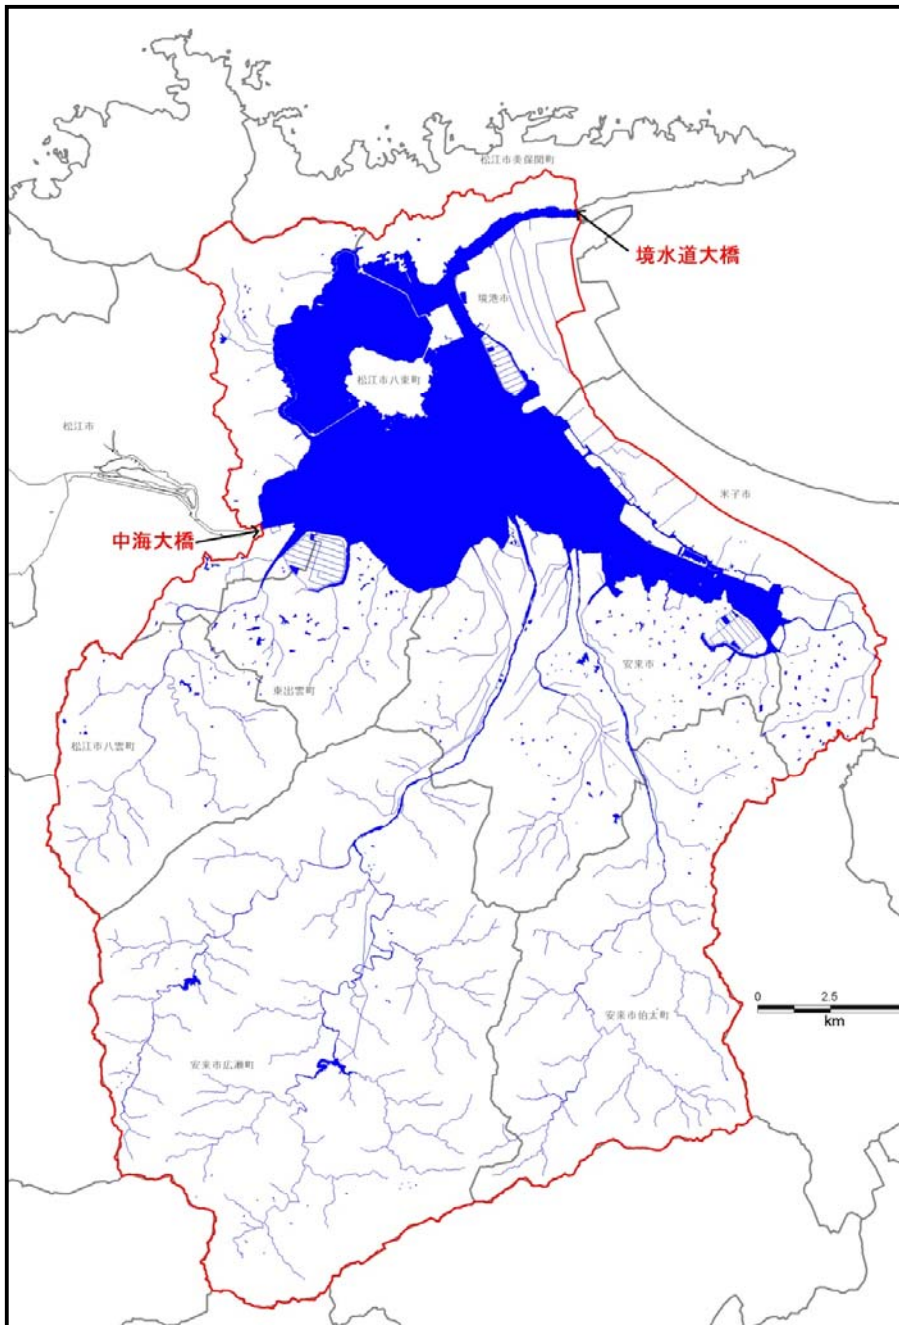 松江市美保関町
境水道大橋
境港市
松江市八束町
松江市
米子市
中海大橋
安来市
東出雲町
松江市八雲町
0 2.5
km
安来市伯太町
安来市広瀬町